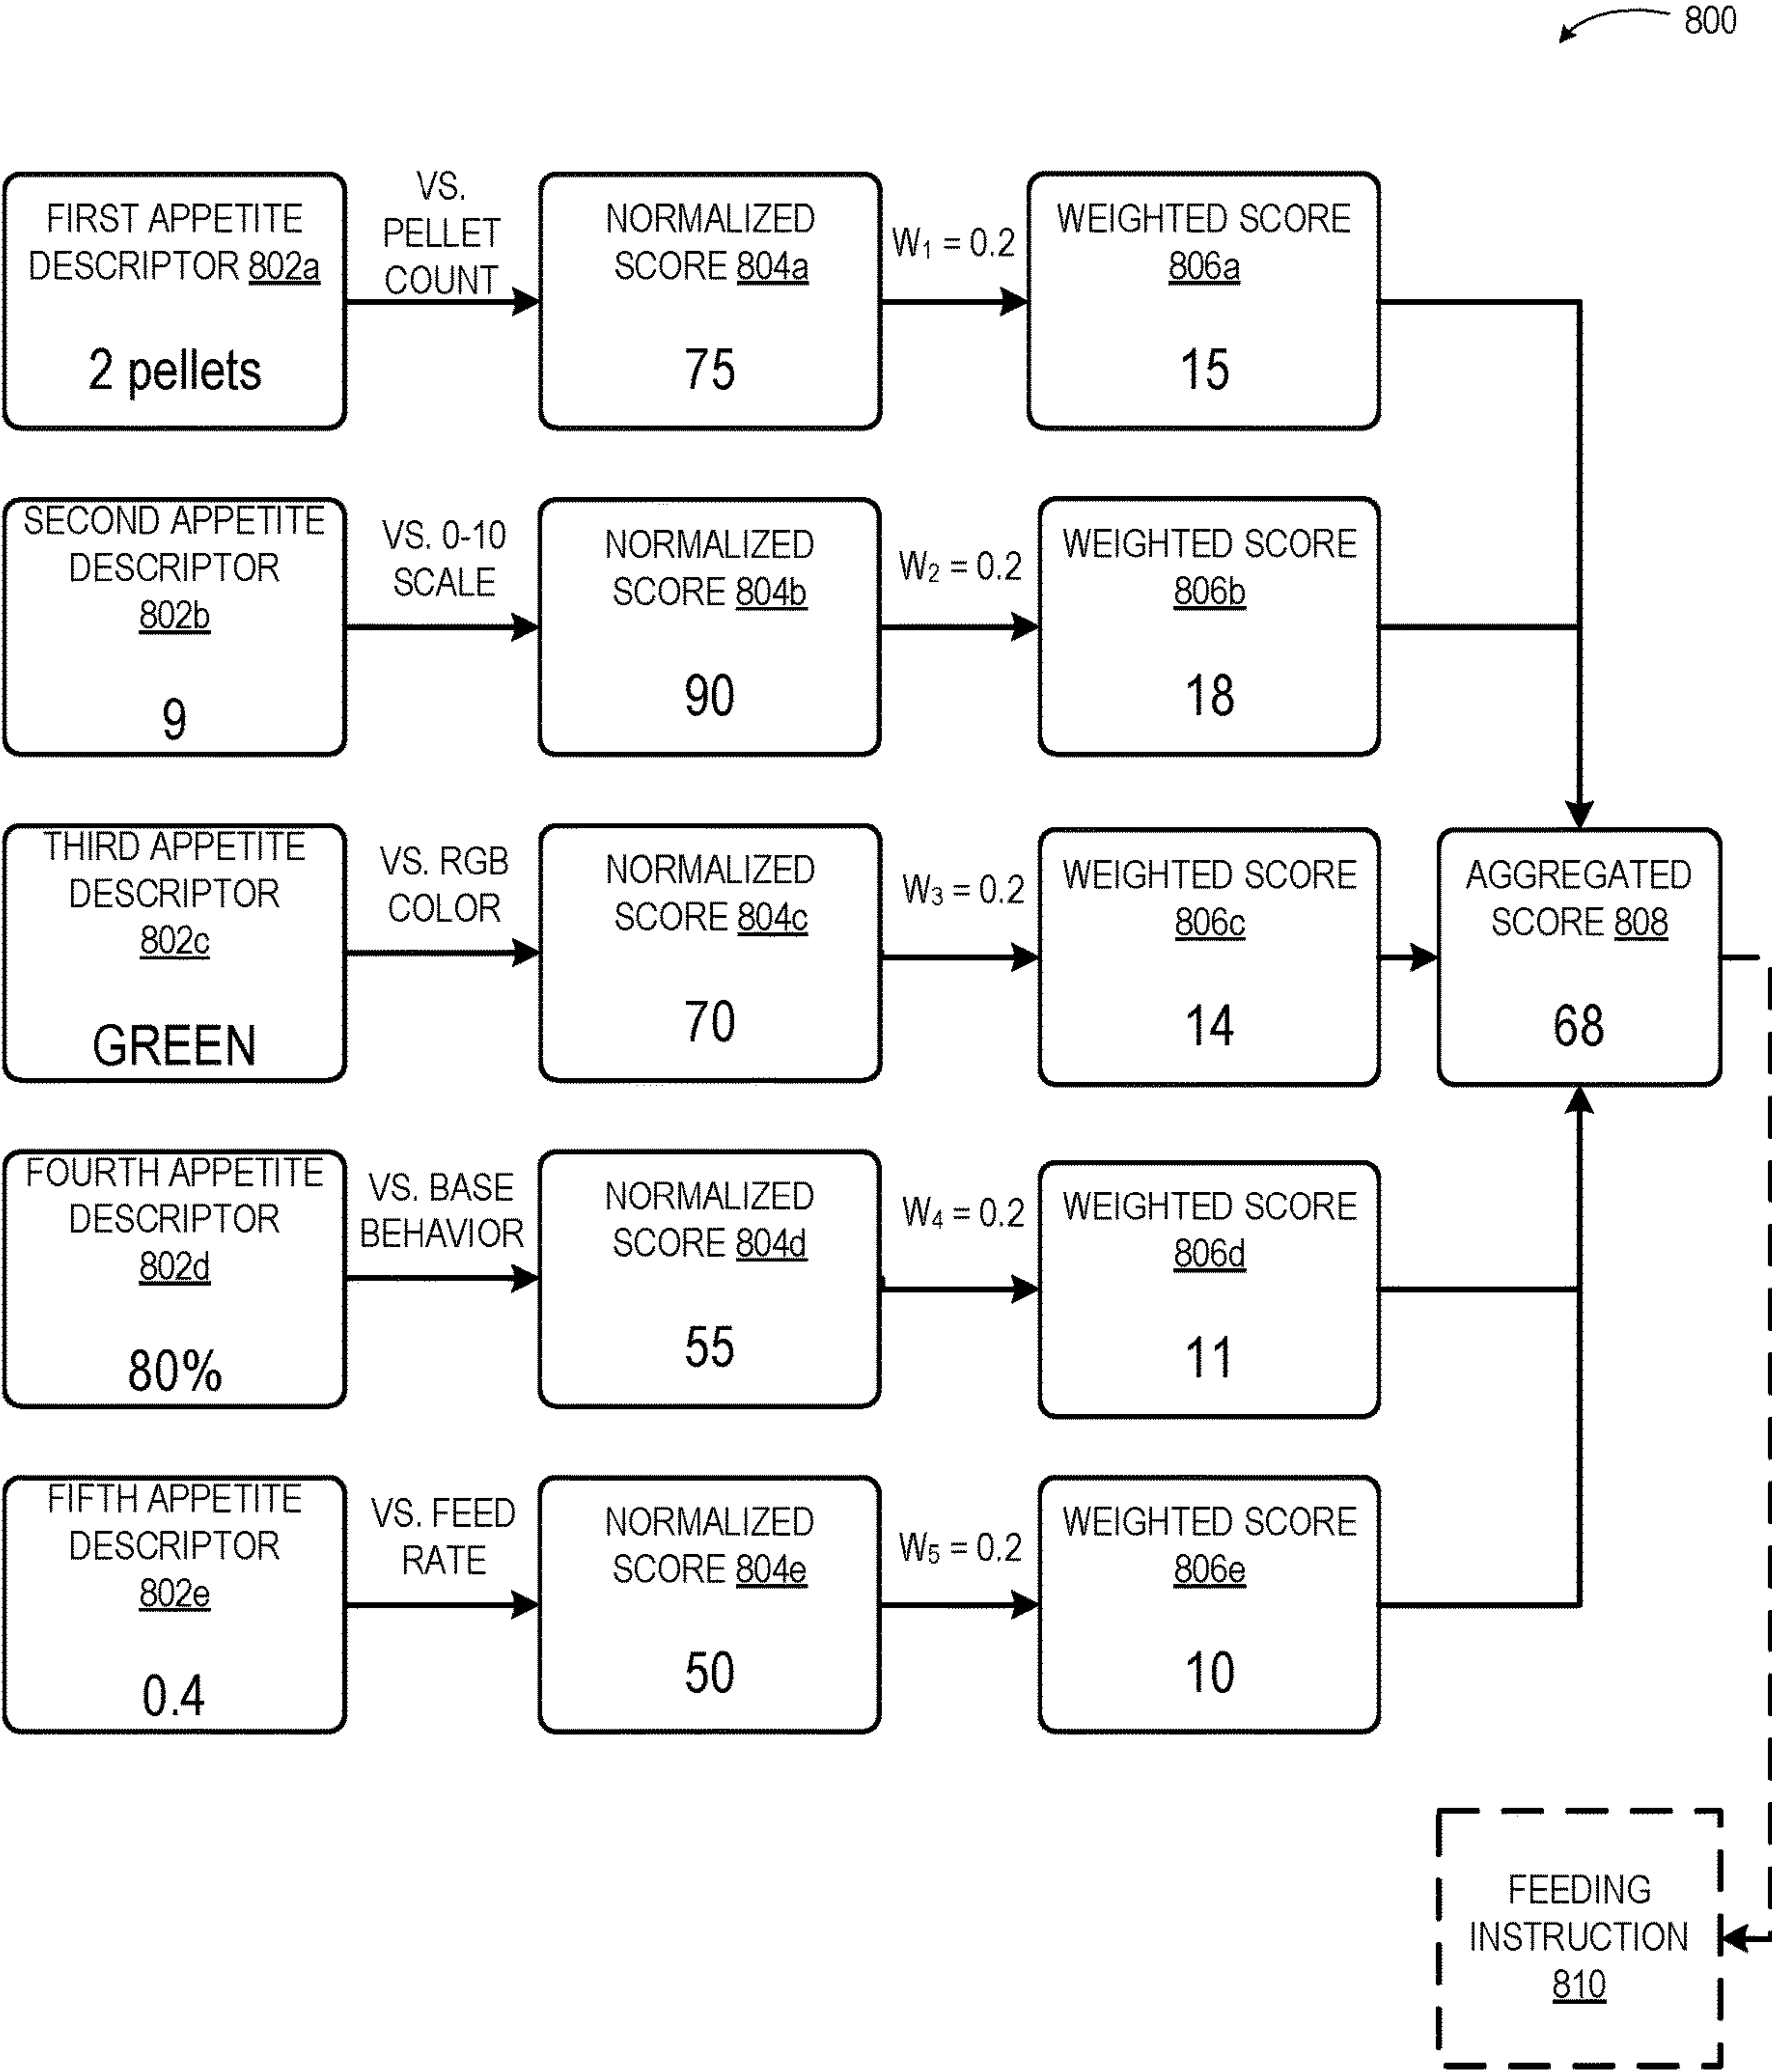 800
FIRST APPETITE
DESCRIPTOR 802a
2 pellets
VS.
PELLET
COUNT
NORMALIZED
SCORE 804a
75
W1 = 0.2
WEIGHTED SCORE
806a
15
SECOND APPETITE
DESCRIPTOR
802b
9
VS. 0-10
SCALE
NORMALIZED
SCORE 804b
90
W2 = 0.2
WEIGHTED SCORE
806b
18
THIRD APPETITE
DESCRIPTOR
802c
GREEN
VS. RGB
COLOR
NORMALIZED
SCORE 804c
70
W3 = 0.2
WEIGHTED SCORE
806c
14
AGGREGATED
SCORE 808
68
FOURTH APPETITE
DESCRIPTOR
802d
80%
VS. BASE
BEHAVIOR
NORMALIZED
SCORE 804d
55
W4 = 0.2
WEIGHTED SCORE
806d
11
FIFTH APPETITE
DESCRIPTOR
802e
0.4
VS. FEED
RATE
NORMALIZED
SCORE 804e
50
W5 = 0.2
WEIGHTED SCORE
806e
10
FEEDING
INSTRUCTION
810